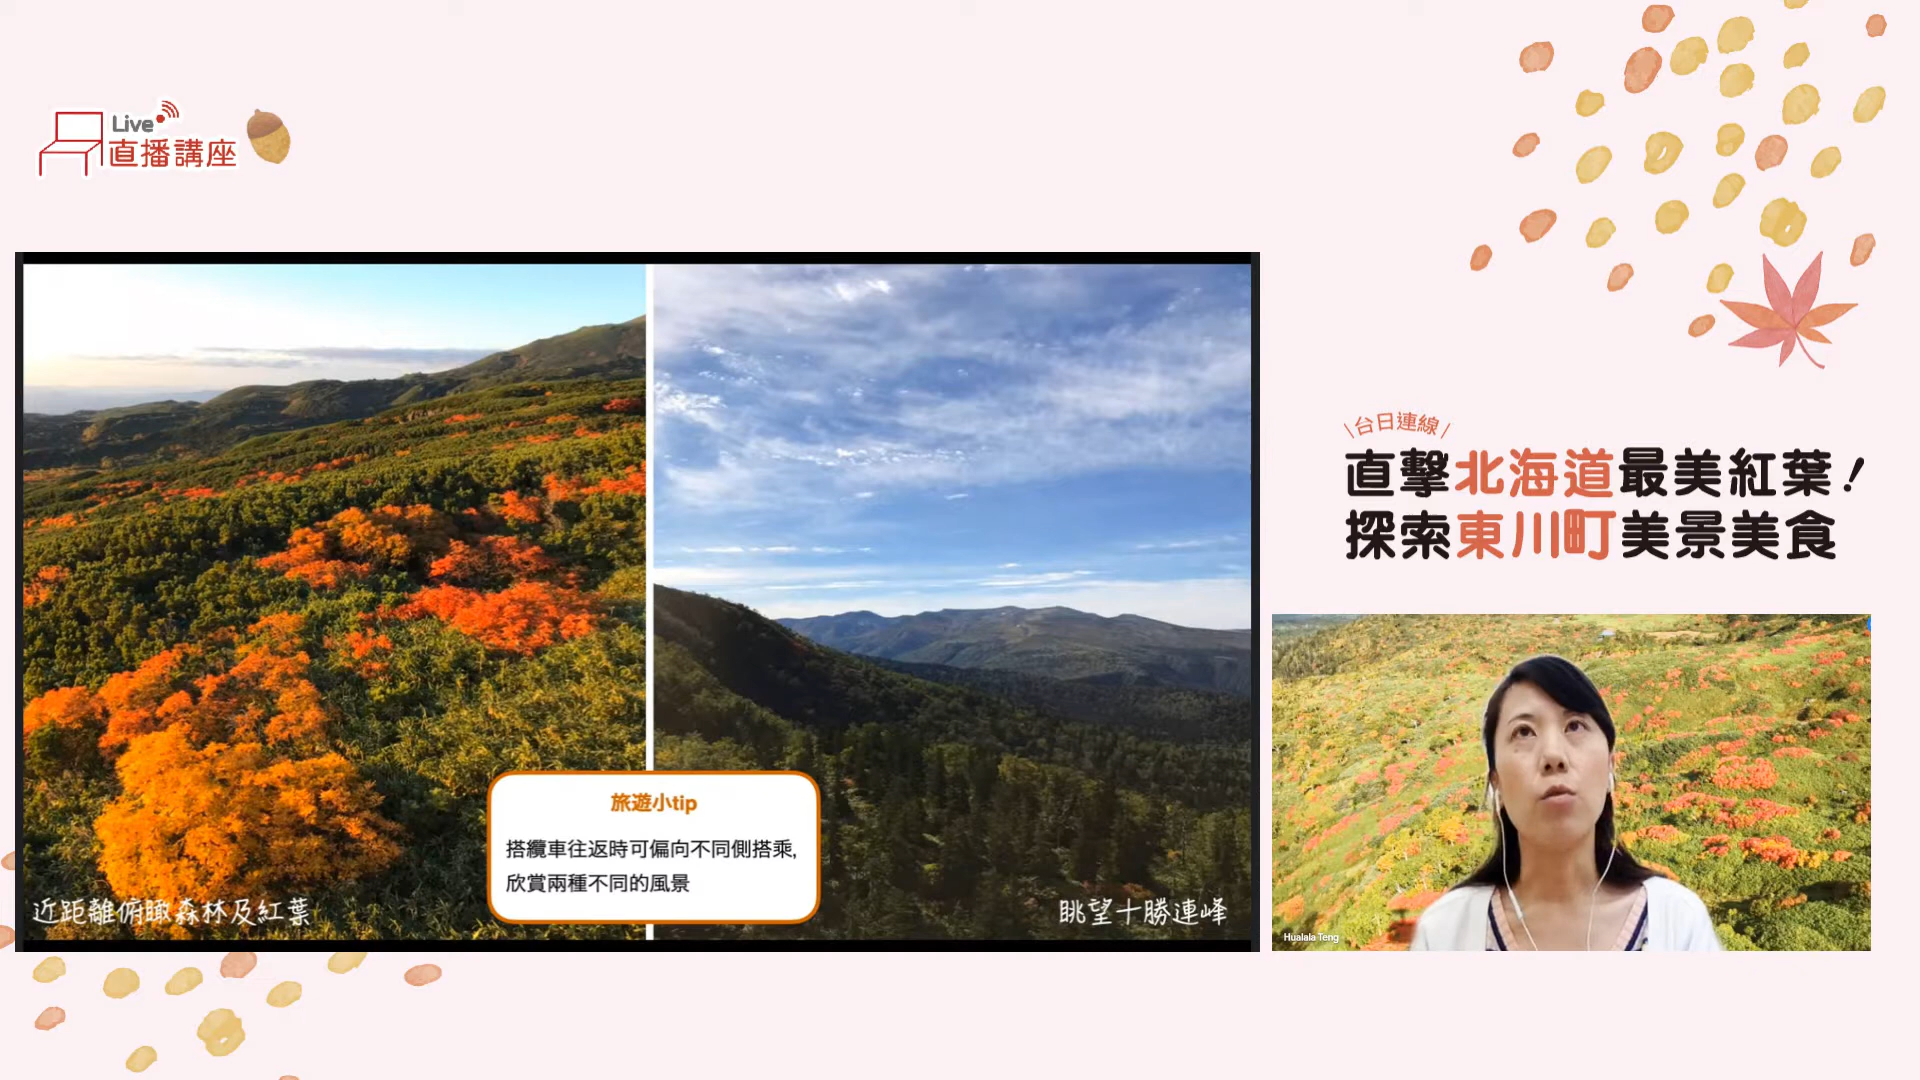 Live
直播講座
\台日連線/
直擊北海道最美紅葉！
探索東川町美景美食
旅遊小tip
搭纜車往返時可偏向不同側搭乘,
欣賞兩種不同的風景
近距離俯瞰森林及紅葉
眺望十勝連峰
Hualala Teng